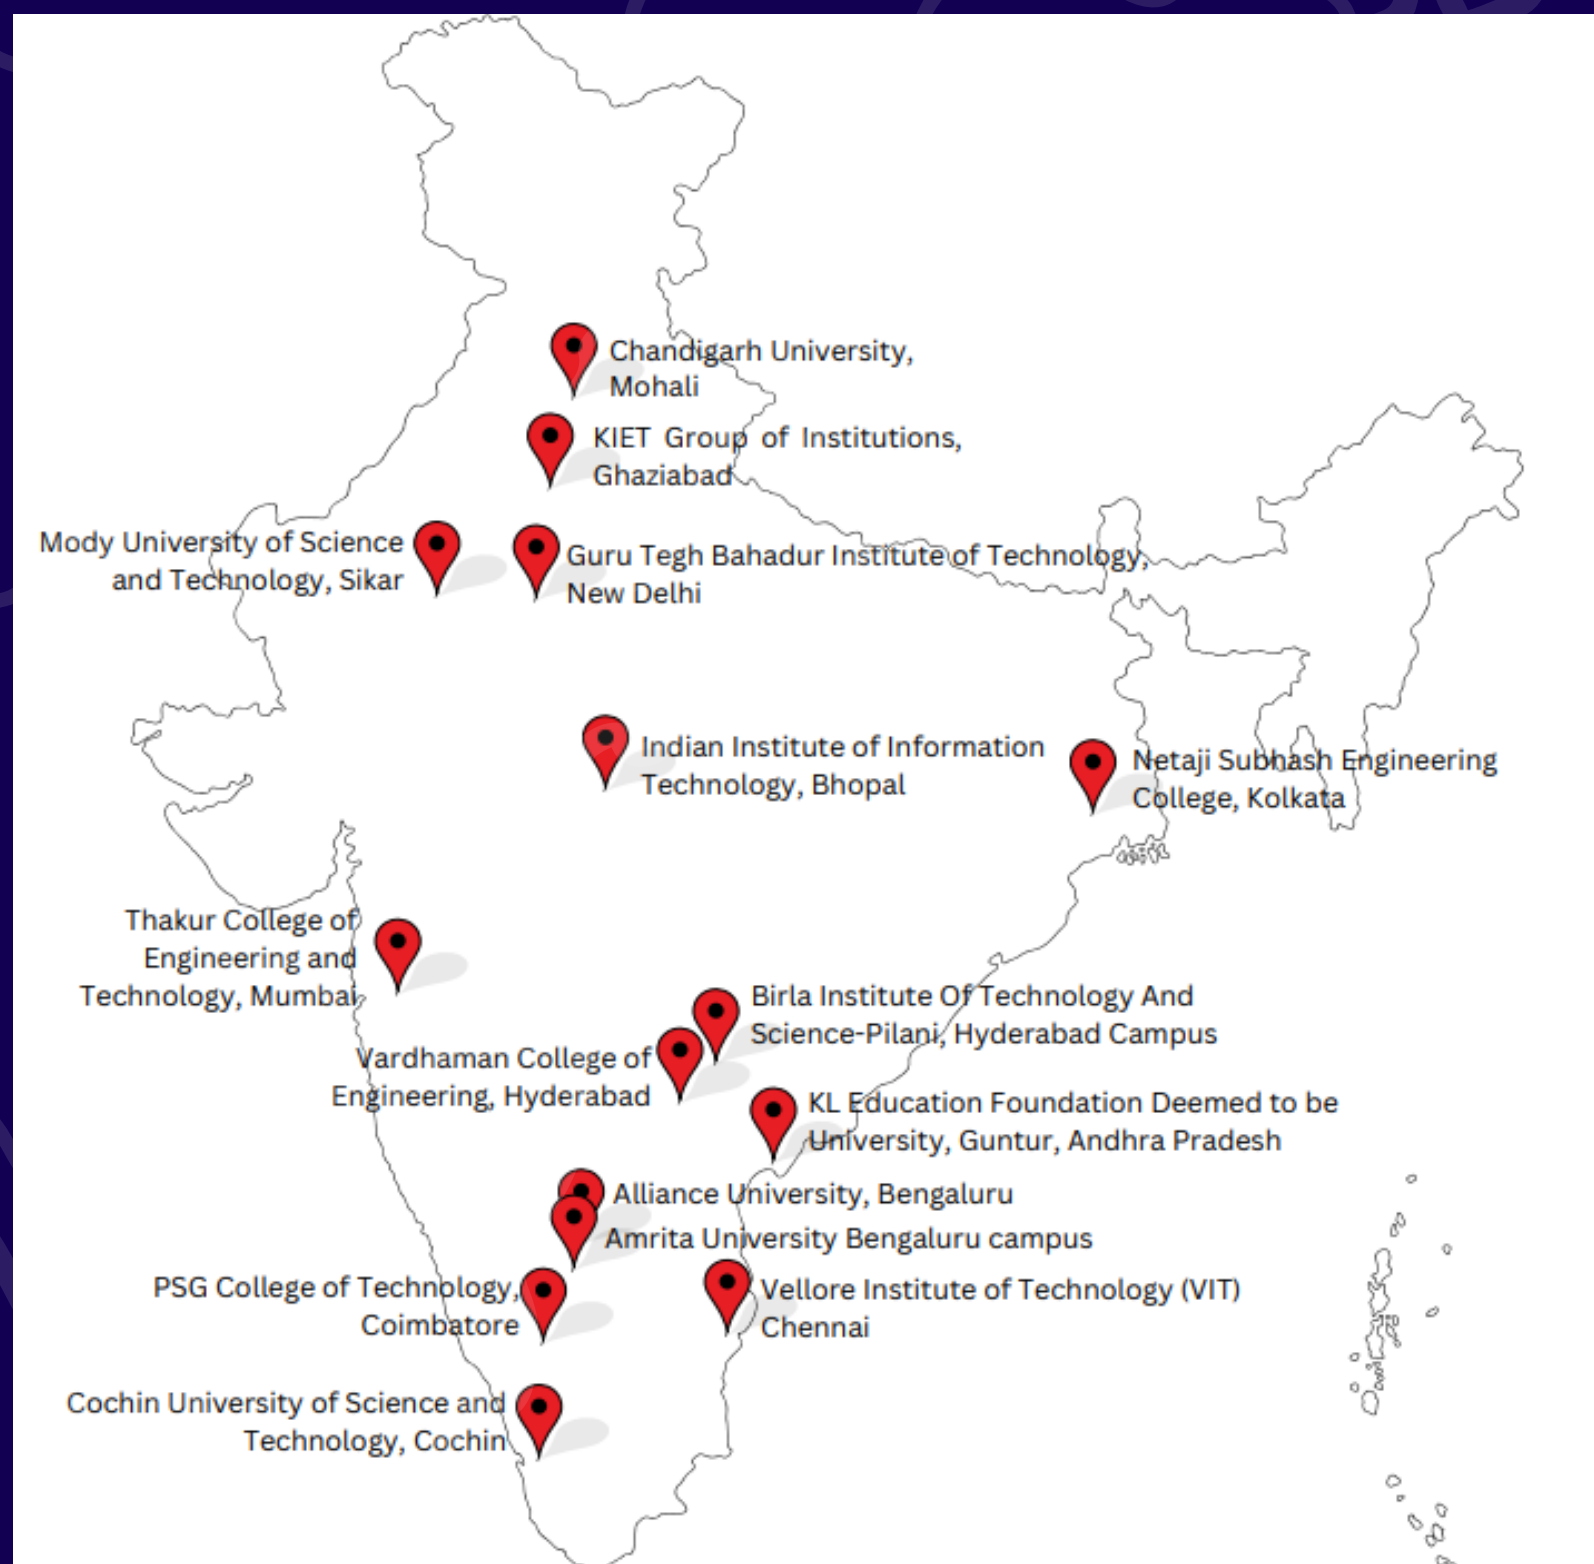 Chandigarh University,
Mohali
KIET Group of Institutions,
Ghaziabad
Mody University of Science
and Technology, Sikar
Guru Tegh Bahadur Institute of Technology,
New Delhi
Indian Institute of Information
Technology, Bhopal
Netaji Subhash Engineering
College, Kolkata
Thakur College of
Engineering and
Technology, Mumbai
Birla Institute Of Technology And
Science-Pilani, Hyderabad Campus
Vardhaman College of
Engineering, Hyderabad
KL Education Foundation Deemed to be
University, Guntur, Andhra Pradesh
Alliance University, Bengaluru
Amrita University Bengaluru campus
PSG College of Technology,
Coimbatore
Vellore Institute of Technology (VIT)
Chennai
Cochin University of Science and
Technology, Cochin